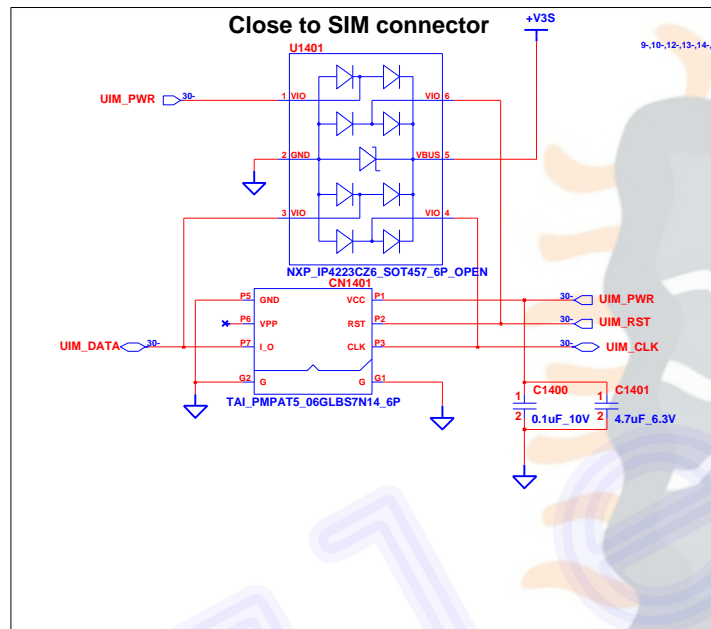 Close to SIM connector
+V3S
U1401
9-,10-,12-,13-,14-,
UIM_PWR 30- 1 VIO VIO 6
2 GND VBUS 5
3 VIO VIO 4
NXP_IP4223CZ6_SOT457_6P_OPEN
CN1401
P5 GND VCC P1 30- UIM_PWR
P6 VPP RST P2 30- UIM_RST
UIM_DATA 30- P7 I_O CLK P3 30- UIM_CLK
G2 G G G1
TAI_PMPAT5_06GLBS7N14_6P
C1400 C1401
1 1
2 0.1uF_10V 2 4.7uF_6.3V